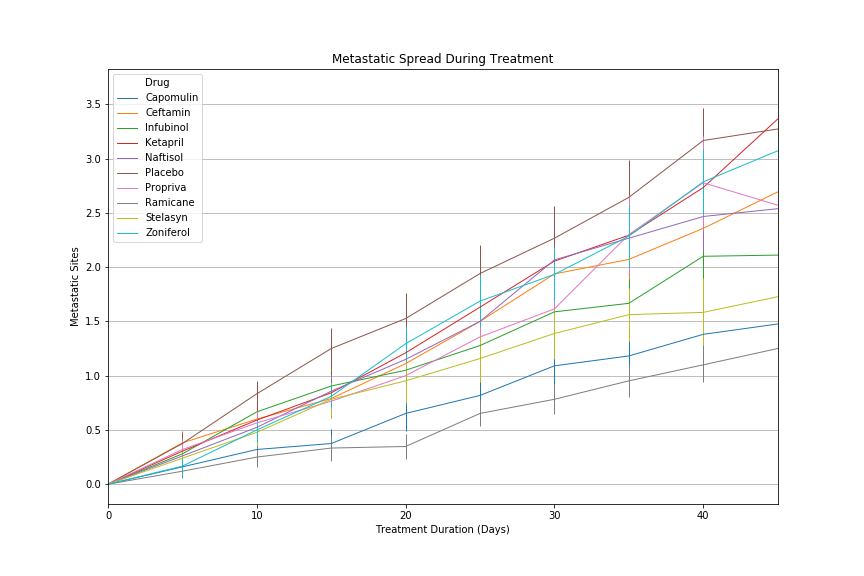 Metastatic Spread During Treatment
Drug
Capomulin
Ceftamin
Infubinol
Ketapril
Naftisol
Placebo
Propriva
Ramicane
Stelasyn
Zoniferol
3.5
3.0
2.5
2.0
1.5
1.0
0.5
0.0
Metastatic Sites
0 10 20 30 40
Treatment Duration (Days)